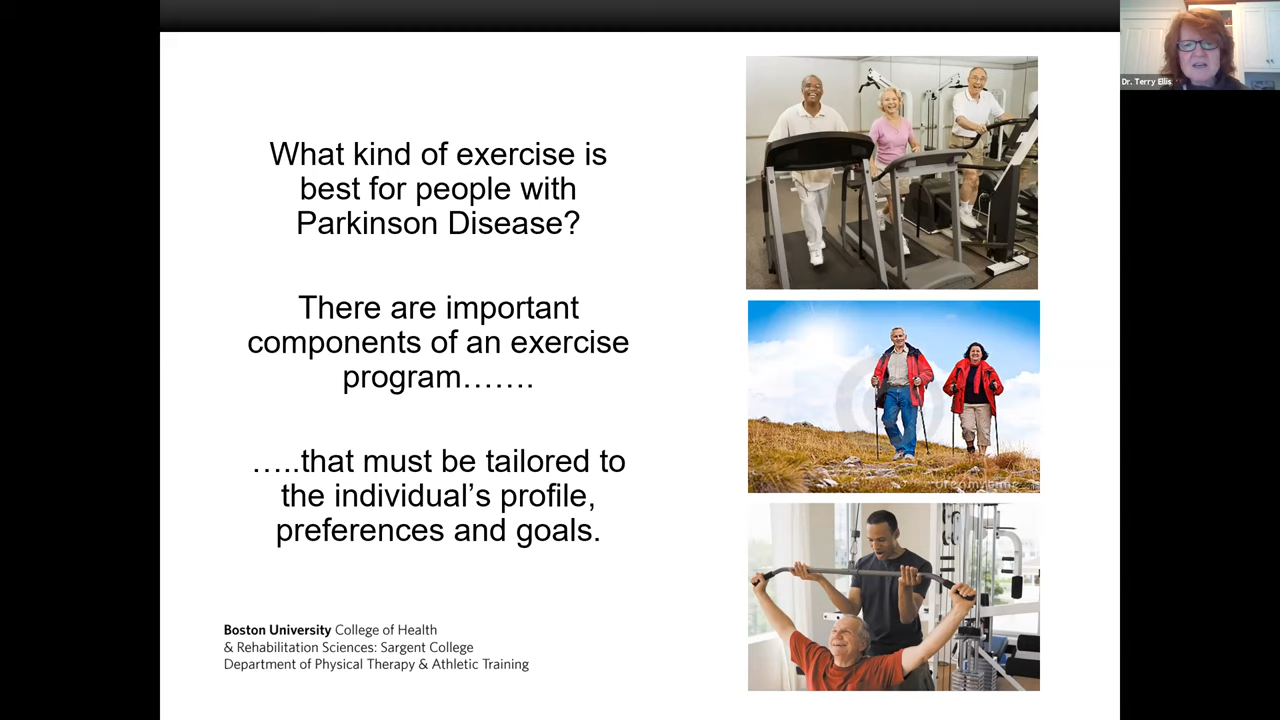 What kind of exercise is
best for people with
Parkinson Disease?
There are important
components of an exercise
program…….
…..that must be tailored to
the individual’s profile,
preferences and goals.
Boston University College of Health
& Rehabilitation Sciences: Sargent College
Department of Physical Therapy & Athletic Training
Dr. Terry Ellis
dreamstime